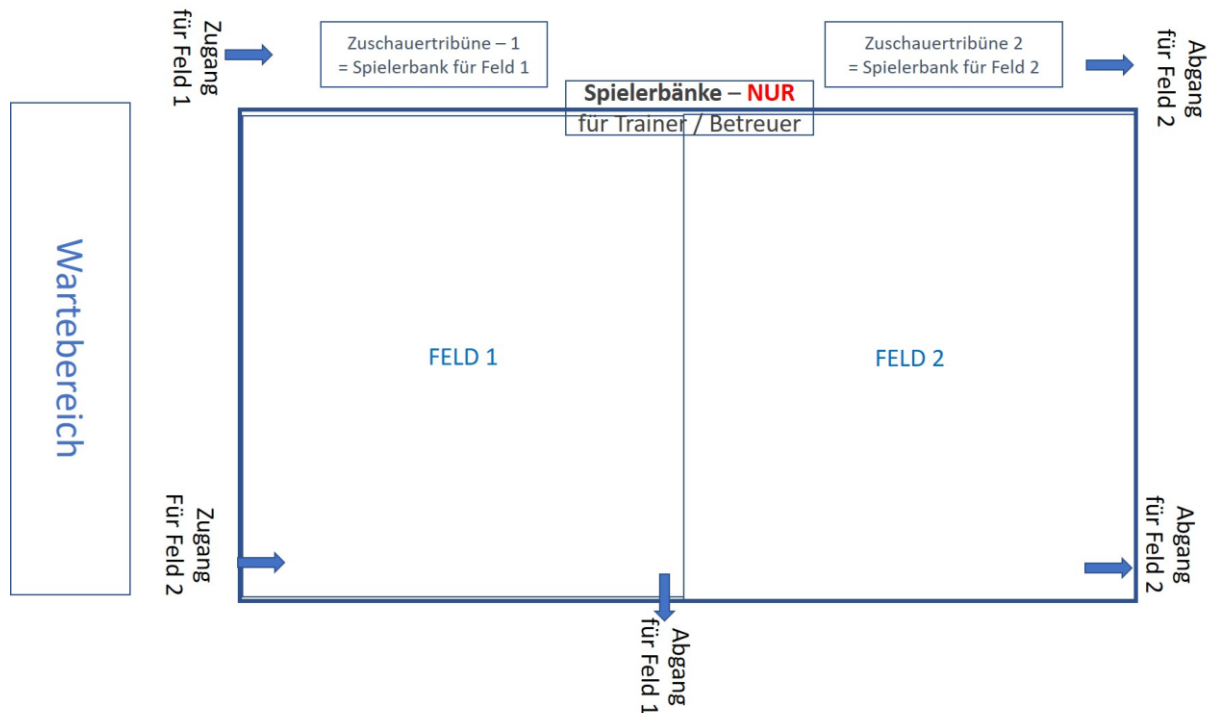 Zugang
für Feld 1
Zuschauertribüne – 1
= Spielerbank für Feld 1
Zuschauertribüne 2
= Spielerbank für Feld 2
Abgang
für Feld 2
Spielerbänke – NUR
für Trainer / Betreuer
Wartebereich
FELD 1
FELD 2
Zugang
Für Feld 2
Abgang
für Feld 2
Abgang
für Feld 1